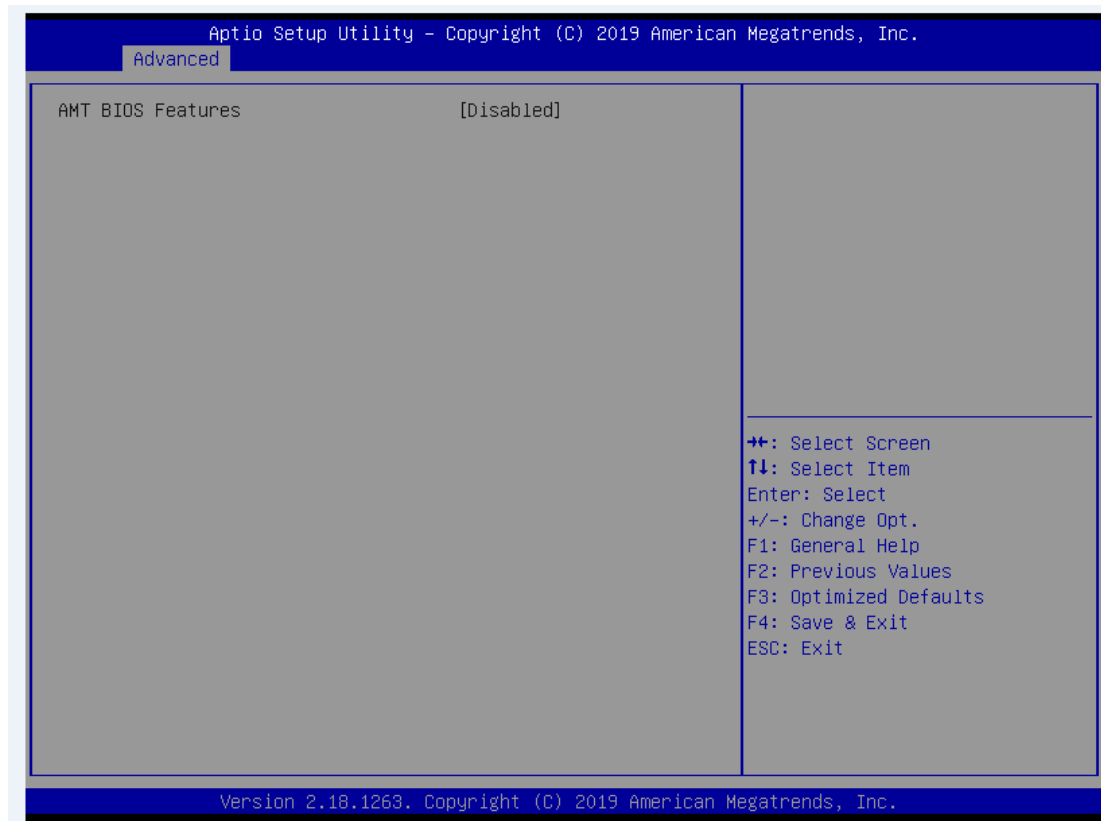 Aptio Setup Utility – Copyright (C) 2019 American Megatrends, Inc.
Advanced
AMT BIOS Features [Disabled]
→←: Select Screen
↑↓: Select Item
Enter: Select
+/-: Change Opt.
F1: General Help
F2: Previous Values
F3: Optimized Defaults
F4: Save & Exit
ESC: Exit
Version 2.18.1263. Copyright (C) 2019 American Megatrends, Inc.